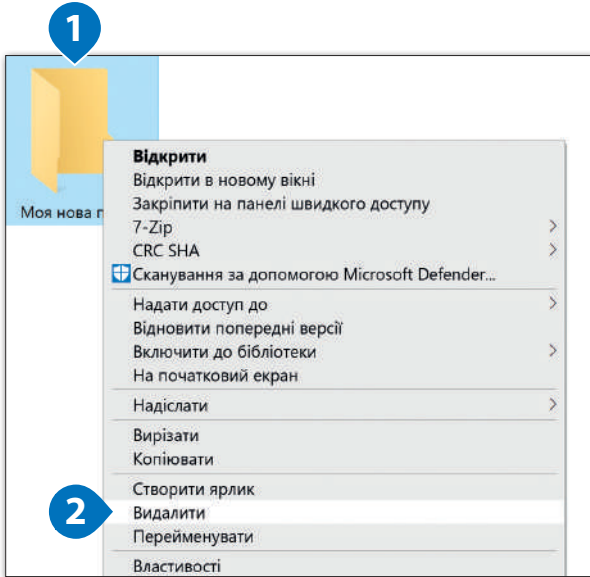 1
Моя нова п
Відкрити
Відкрити в новому вікні
Закріпити на панелі швидкого доступу
7-Zip
CRC SHA
Сканування за допомогою Microsoft Defender...
Надати доступ до
Відновити попередні версії
Включити до бібліотеки
На початковий екран
Надіслати
Вирізати
Копіювати
Створити ярлик
2
Видалити
Перейменувати
Властивості